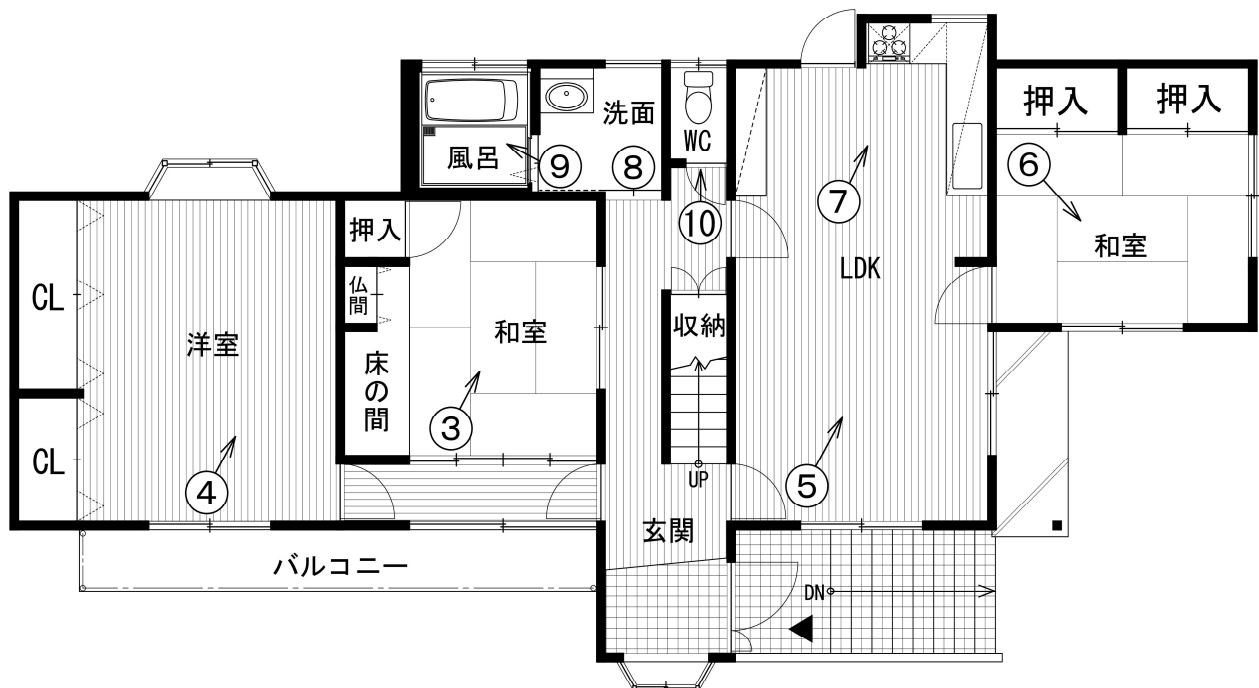 押入
押入
洗面
WC
風呂
⑨
⑧
⑥
⑦
⑩
押入
和室
LDK
CL
仏間
収納
洋室
和室
床の間
③
CL
④
UP
⑤
玄関
バルコニー
DN